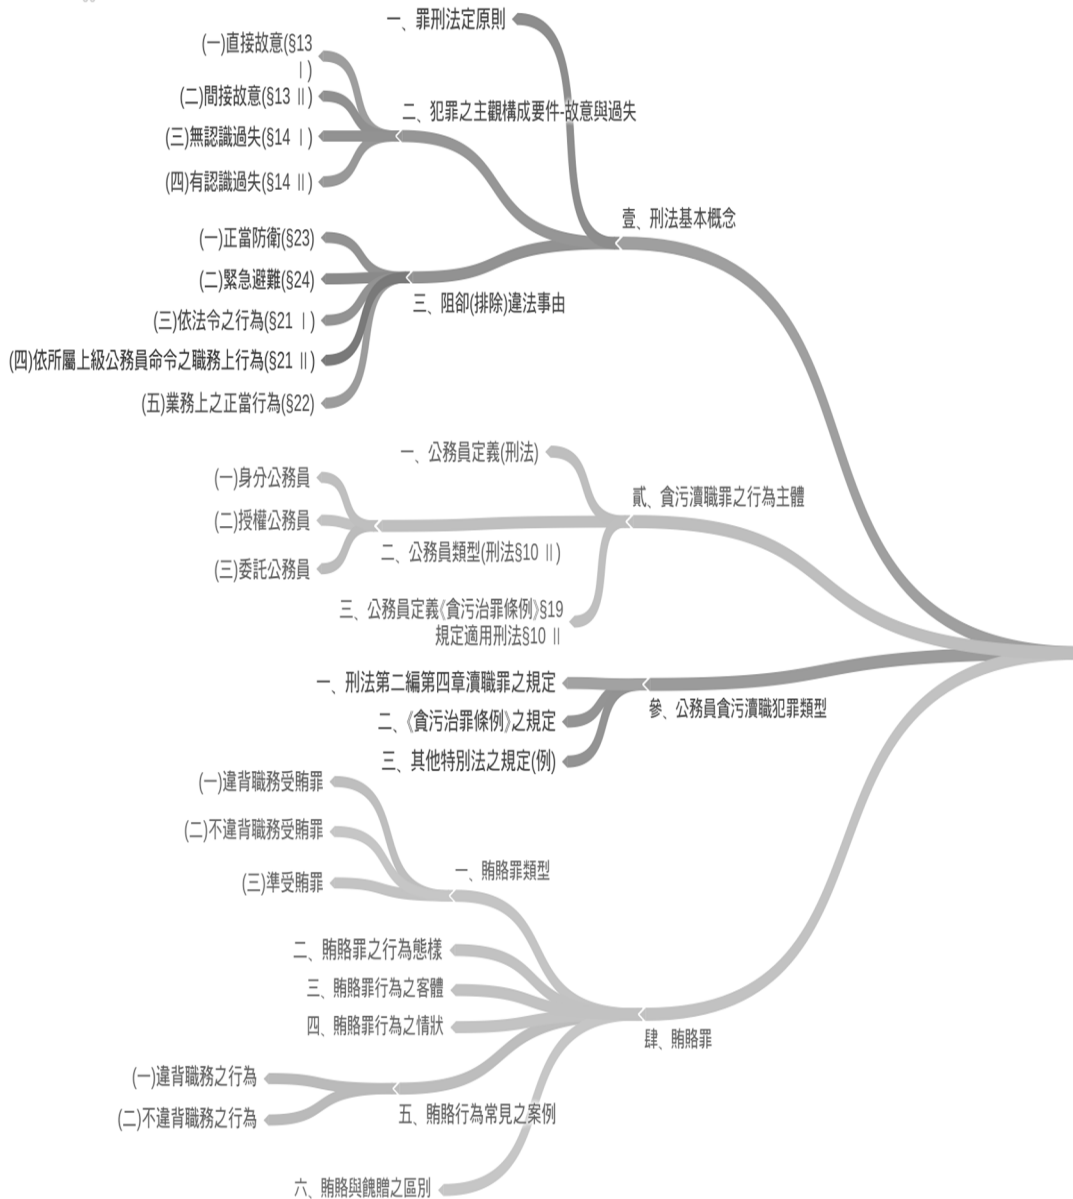 壹、刑法基本概念
一、罪刑法定原則
二、犯罪之主觀構成要件-故意與過失
(一)直接故意(§13
Ⅰ)
(二)間接故意(§13 Ⅱ)
(三)無認識過失(§14 Ⅰ)
(四)有認識過失(§14 Ⅱ)
三、阻卻(排除)違法事由
(一)正當防衛(§23)
(二)緊急避難(§24)
(三)依法令之行為(§21 Ⅰ)
(四)依所屬上級公務員命令之職務上行為(§21 Ⅱ)
(五)業務上之正當行為(§22)
貳、貪污瀆職罪之行為主體
一、公務員定義(刑法)
二、公務員類型(刑法§10 Ⅱ)
(一)身分公務員
(二)授權公務員
(三)委託公務員
三、公務員定義《貪污治罪條例》§19
規定適用刑法§10 Ⅱ
參、公務員貪污瀆職犯罪類型
一、刑法第二編第四章瀆職罪之規定
二、《貪污治罪條例》之規定
三、其他特別法之規定(例)
肆、賄賂罪
一、賄賂罪類型
(一)違背職務受賄罪
(二)不違背職務受賄罪
(三)準受賄罪
二、賄賂罪之行為態樣
三、賄賂罪行為之客體
四、賄賂罪行為之情狀
五、賄賂行為常見之案例
(一)違背職務之行為
(二)不違背職務之行為
六、賄賂與餽贈之區別